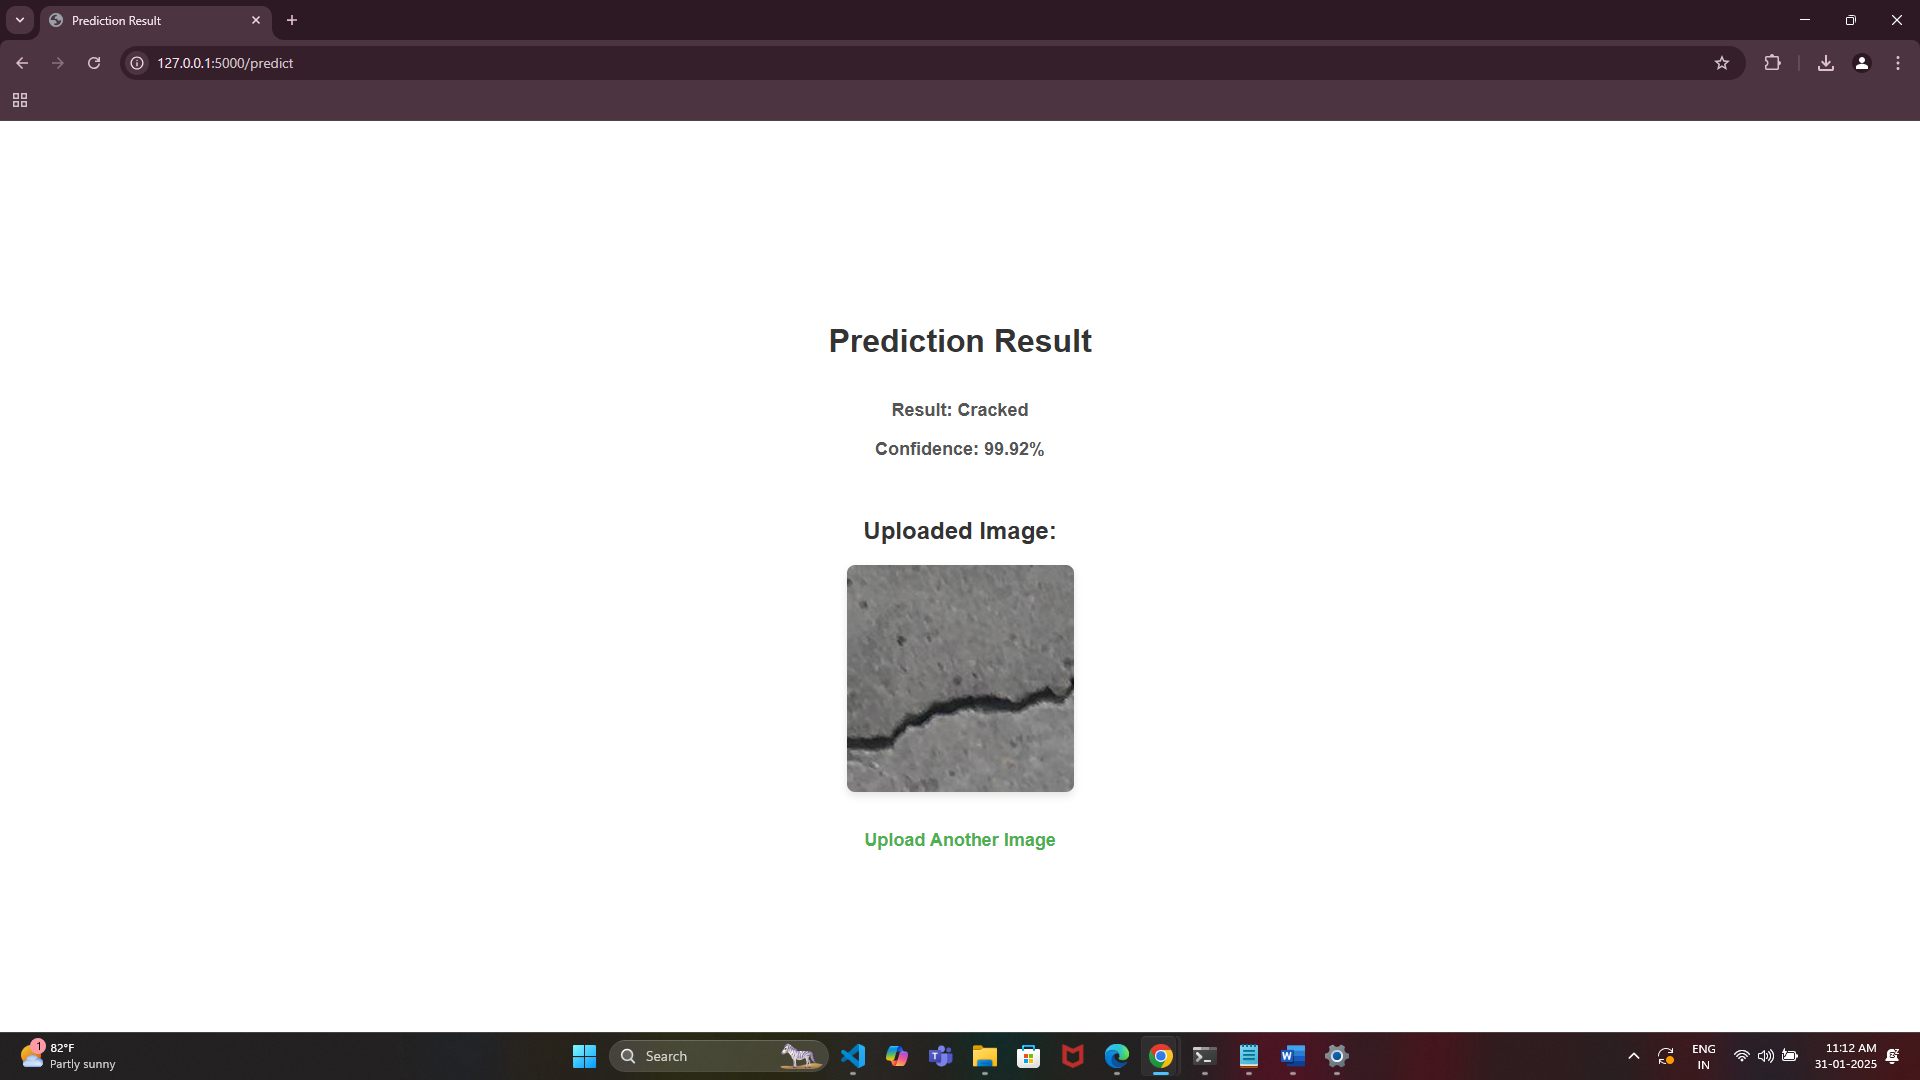 Prediction Result
127.0.0.1:5000/predict
Prediction Result
Result: Cracked
Confidence: 99.92%
Uploaded Image:
Upload Another Image
1
82°F
Partly sunny
Search
ENG
IN
11:12 AM
31-01-2025